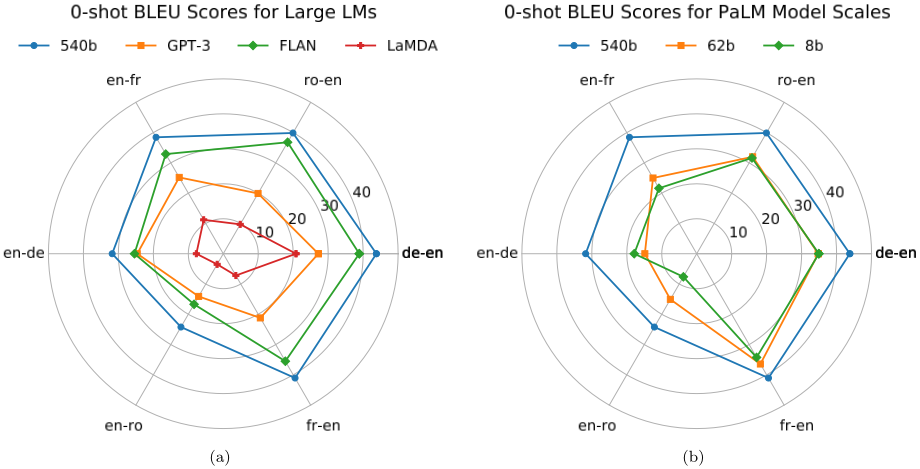 0-shot BLEU Scores for Large LMs
540b GPT-3 FLAN LaMDA
en-fr ro-en
40
30
20
10
en-de de-en
en-ro fr-en
(a)
0-shot BLEU Scores for PaLM Model Scales
540b 62b 8b
en-fr ro-en
40
30
20
10
en-de de-en
en-ro fr-en
(b)